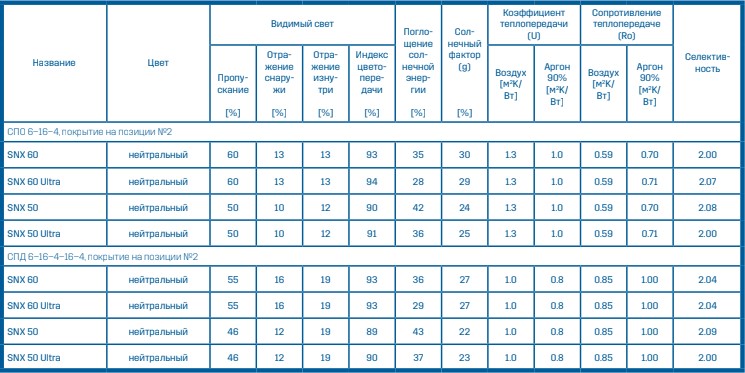 Название Цвет Видимый свет Поглощение солнечной энергии [%] Солнечный фактор (g) [%] Коэффициент теплопередачи (U) Сопротивление теплопередаче (Ro) Селективность
Пропускание [%] Отражение снаружи [%] Отражение изнутри [%] Индекс цветопередачи [%] Воздух [м²К/Вт] Аргон 90% [м²К/Вт] Воздух [м²К/Вт] Аргон 90% [м²К/Вт]
СПО 6-16-4, покрытие на позиции №2
SNX 60 нейтральный 60 13 13 93 35 30 1.3 1.0 0.59 0.70 2.00
SNX 60 Ultra нейтральный 60 13 13 94 28 29 1.3 1.0 0.59 0.71 2.07
SNX 50 нейтральный 50 10 12 90 42 24 1.3 1.0 0.59 0.70 2.08
SNX 50 Ultra нейтральный 50 10 12 91 36 25 1.3 1.0 0.59 0.71 2.00
СПД 6-16-4-16-4, покрытие на позиции №2
SNX 60 нейтральный 55 16 19 93 36 27 1.0 0.8 0.85 1.00 2.04
SNX 60 Ultra нейтральный 55 16 19 93 29 27 1.0 0.8 0.85 1.00 2.04
SNX 50 нейтральный 46 12 19 89 43 22 1.0 0.8 0.85 1.00 2.09
SNX 50 Ultra нейтральный 46 12 19 90 37 23 1.0 0.8 0.85 1.00 2.00